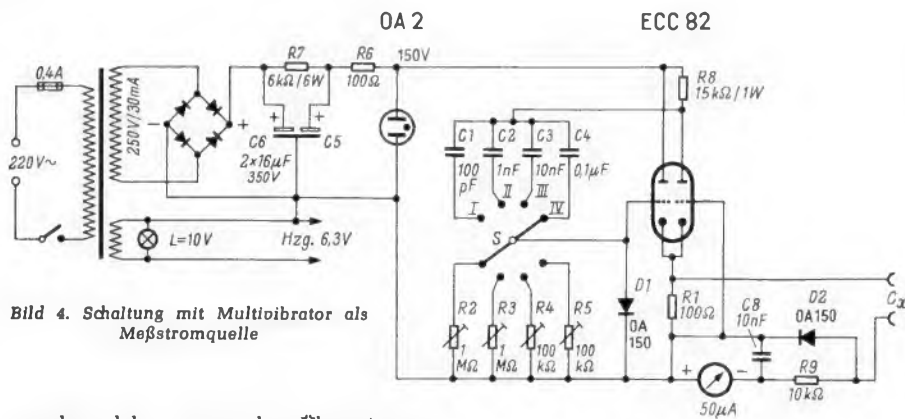 OA 2
ECC 82
0,4A
250V/30mA
220V~
R7
6kΩ/6W
R6
100Ω
150V
R8
15kΩ/1W
+
+
C6
C5
2×16µF
350V
C1
100
pF
C2
1nF
C3
10nF
C4
0,1µF
I
II
III
IV
S
L=10V
Hzg. 6,3V
R2
1
MΩ
R3
1
MΩ
R4
100
kΩ
R5
100
kΩ
D1
OA
150
R1
100Ω
C8
10nF
D2
OA150
Cx
R9
10kΩ
+
-
50µA
-
+
Bild 4. Schaltung mit Multivibrator als
Meßstromquelle